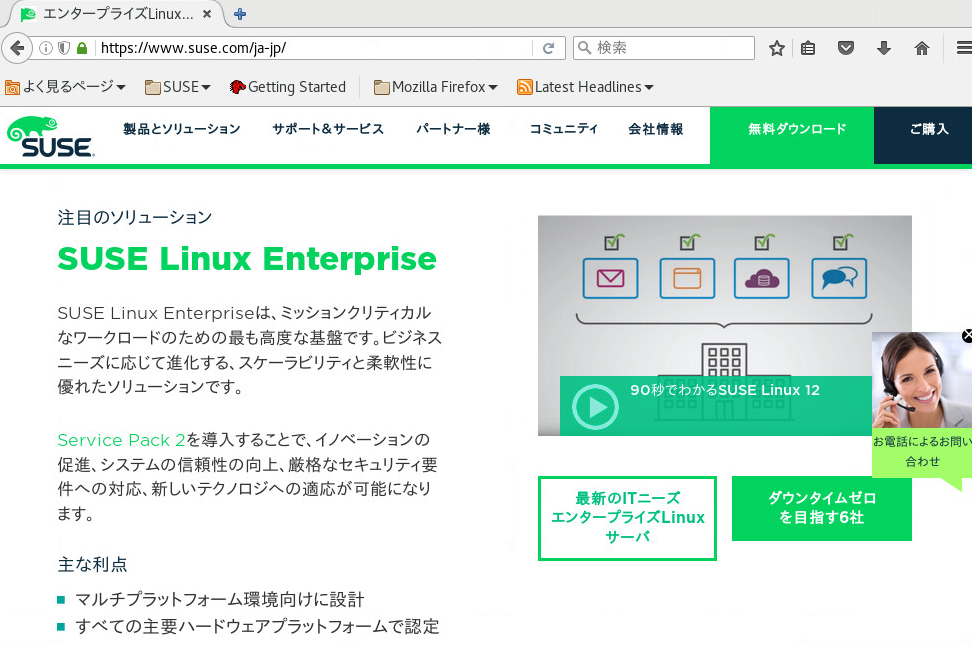 エンタープライズLinux...
https://www.suse.com/ja-jp/
検索
よく見るページ
SUSE
Getting Started
Mozilla Firefox
Latest Headlines
SUSE
製品とソリューション
サポート&サービス
パートナー様
コミュニティ
会社情報
無料ダウンロード
ご購入
注目のソリューション
SUSE Linux Enterprise
SUSE Linux Enterpriseは、ミッションクリティカル
なワークロードのための最も高度な基盤です。ビジネス
ニーズに応じて進化する、スケーラビリティと柔軟性に
優れたソリューションです。
Service Pack 2を導入することで、イノベーションの
促進、システムの信頼性の向上、厳格なセキュリティ要
件への対応、新しいテクノロジへの適応が可能になり
ます。
主な利点
マルチプラットフォーム環境向けに設計
すべての主要ハードウェアプラットフォームで認定
90秒でわかるSUSE Linux 12
お電話によるお問い
合わせ
最新のITニーズ
エンタープライズLinux
サーバ
ダウンタイムゼロ
を目指す6社